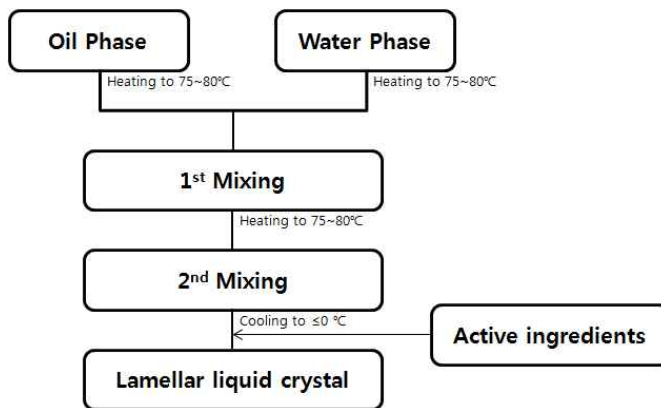 Oil Phase
Water Phase
Heating to 75~80℃
Heating to 75~80℃
1st Mixing
Heating to 75~80℃
2nd Mixing
Cooling to ≤0 ℃
Active ingredients
Lamellar liquid crystal